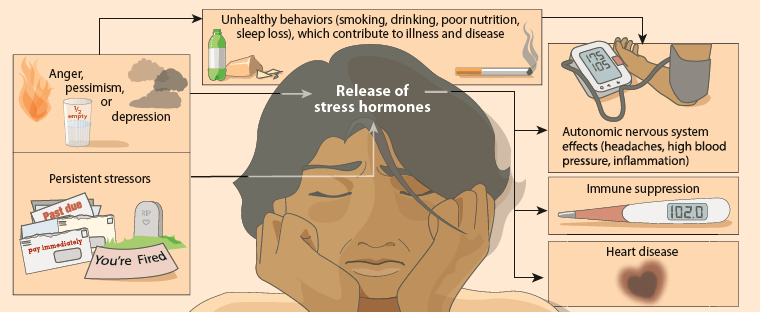 Unhealthy behaviors (smoking, drinking, poor nutrition,
sleep loss), which contribute to illness and disease
Anger,
pessimism,
or
depression
½
empty
Release of
stress hormones
175
105
Autonomic nervous system
effects (headaches, high blood
pressure, inflammation)
Persistent stressors
Past due
pay immediately
RIP
You're Fired
Immune suppression
102.0
Heart disease